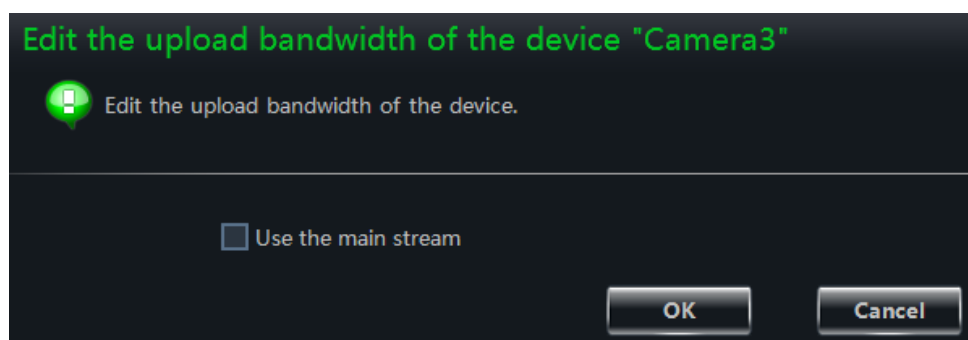 Edit the upload bandwidth of the device "Camera3"
Edit the upload bandwidth of the device.
Use the main stream
OK
Cancel